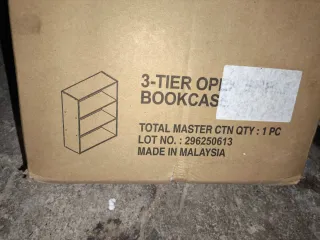 3-TIER OPE
BOOKCAS
TOTAL MASTER CTN QTY : 1 PC
LOT NO. : 296250613
MADE IN MALAYSIA